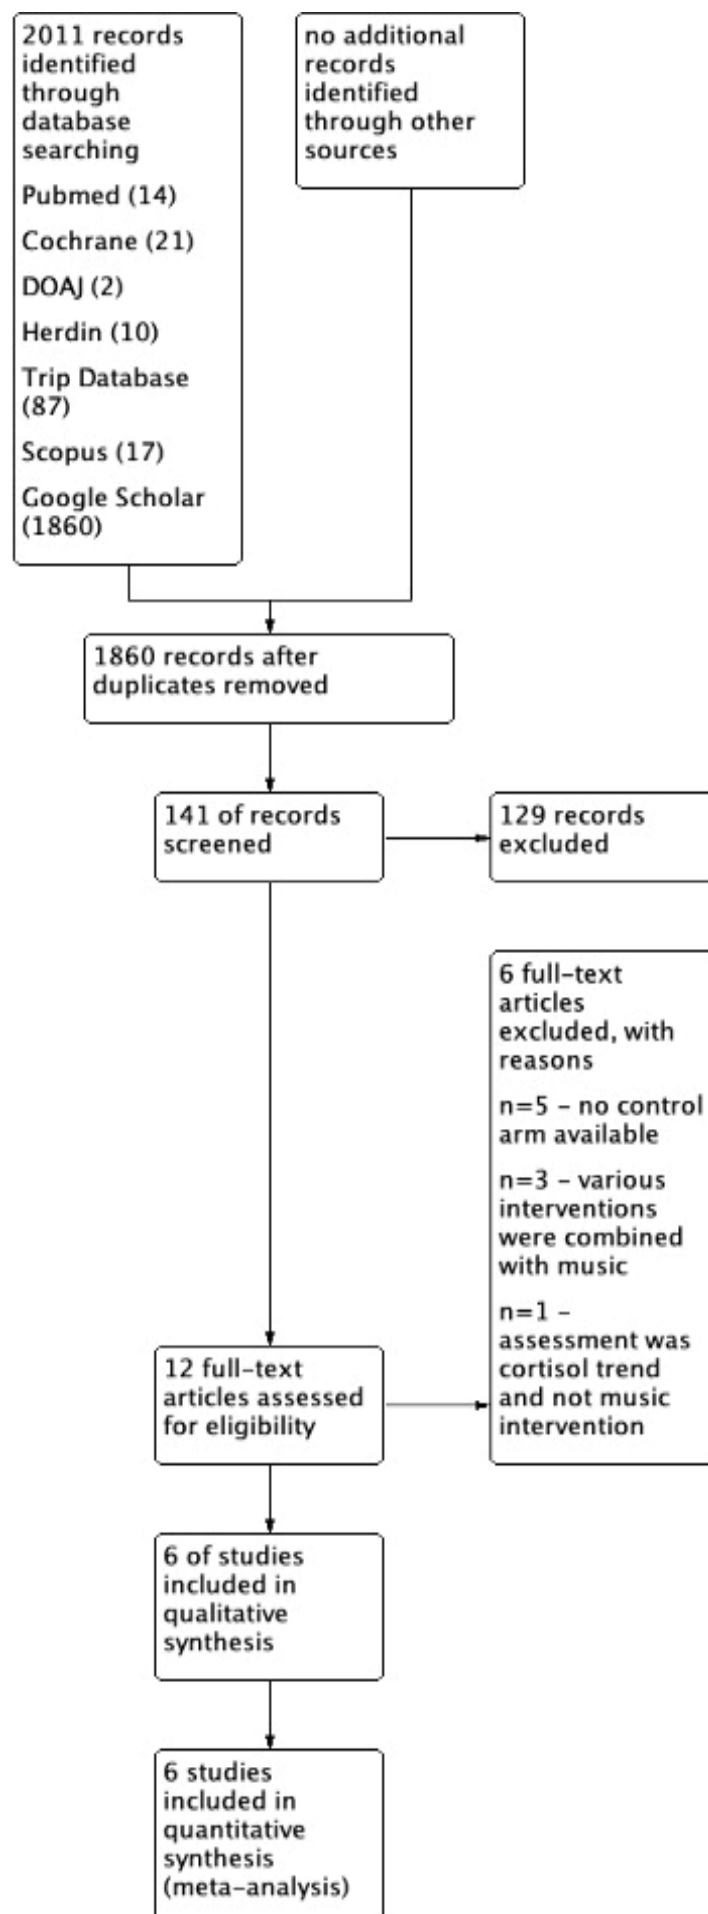 2011 records
identified
through
database
searching
Pubmed (14)
Cochrane (21)
DOAJ (2)
Herdin (10)
Trip Database
(87)
Scopus (17)
Google Scholar
(1860)
no additional
records
identified
through other
sources
1860 records after
duplicates removed
141 of records
screened
129 records
excluded
6 full-text
articles
excluded, with
reasons
n=5 - no control
arm available
n=3 - various
interventions
were combined
with music
n=1 -
assessment was
cortisol trend
and not music
intervention
12 full-text
articles assessed
for eligibility
6 of studies
included in
qualitative
synthesis
6 studies
included in
quantitative
synthesis
(meta-analysis)